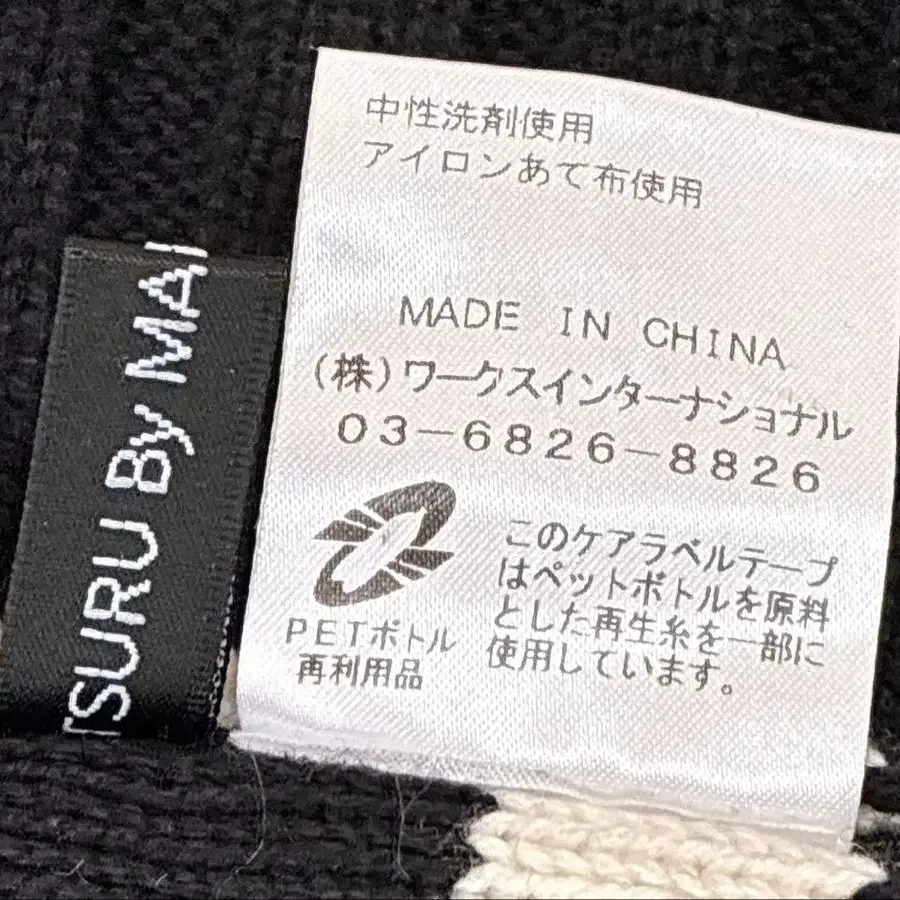 TSURU By MAI
中性洗剤使用
アイロンあて布使用
MADE IN CHINA
(株)ワークスインターナショナル
03-6826-8826
PETボトル
再利用品
このケアラベルテープ
はペットボトルを原料
とした再生糸を一部に
使用しています。